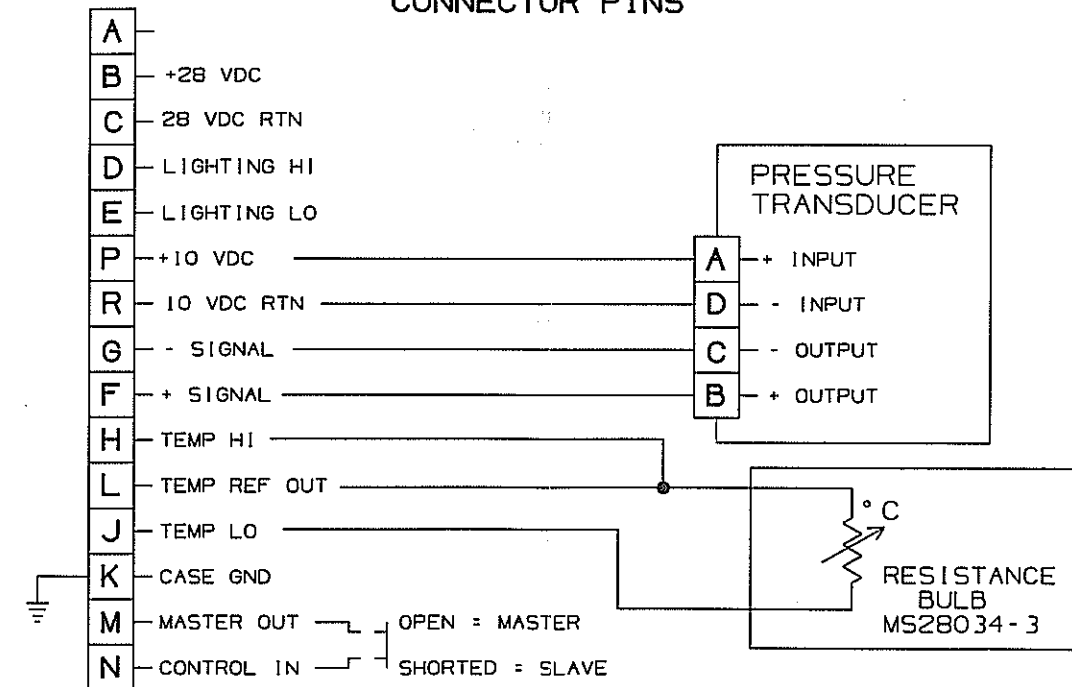 CONNECTOR PINS
A
B +28 VDC
C 28 VDC RTN
D LIGHTING HI
E LIGHTING LO
P +10 VDC
R 10 VDC RTN
G - SIGNAL
F + SIGNAL
H TEMP HI
L TEMP REF OUT
J TEMP LO
K CASE GND
M MASTER OUT
N CONTROL IN
OPEN = MASTER
SHORTED = SLAVE
PRESSURE
TRANSDUCER
A + INPUT
D - INPUT
C - OUTPUT
B + OUTPUT
° C
RESISTANCE
BULB
MS28034-3